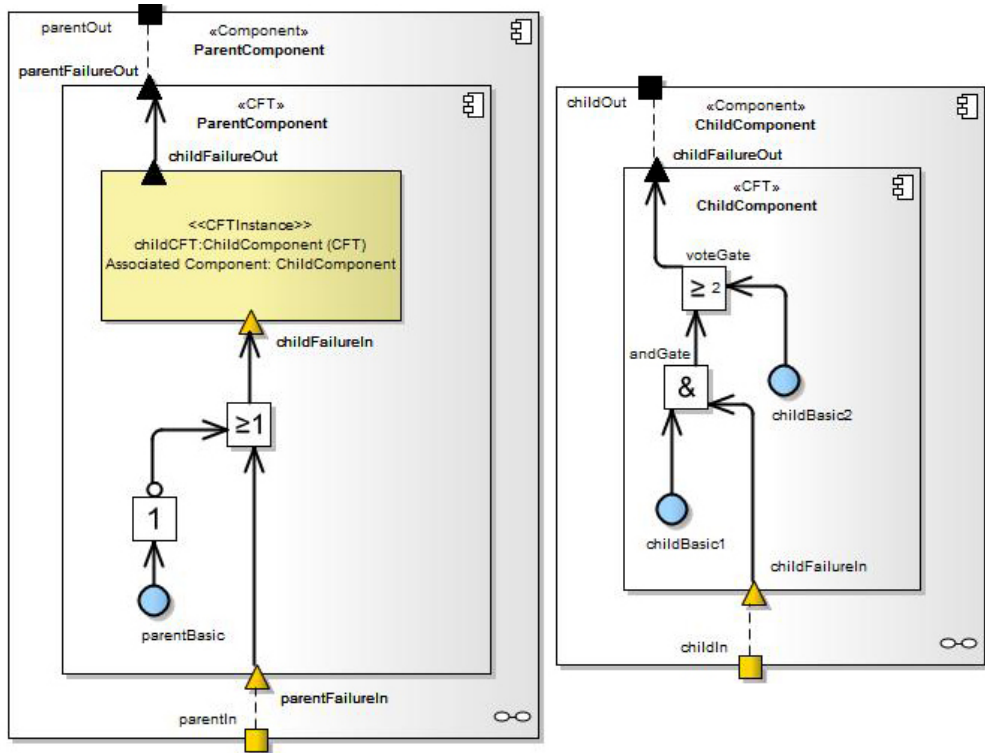 parentOut
«Component»
ParentComponent
parentFailureOut
«CFT»
ParentComponent
childFailureOut
<<CFTInstance>>
childCFT:ChildComponent (CFT)
Associated Component: ChildComponent
childFailureIn
≥1
1
parentBasic
parentFailureIn
parentIn
childOut
«Component»
ChildComponent
childFailureOut
«CFT»
ChildComponent
voteGate
≥ 2
andGate
&
childBasic2
childBasic1
childFailureIn
childIn